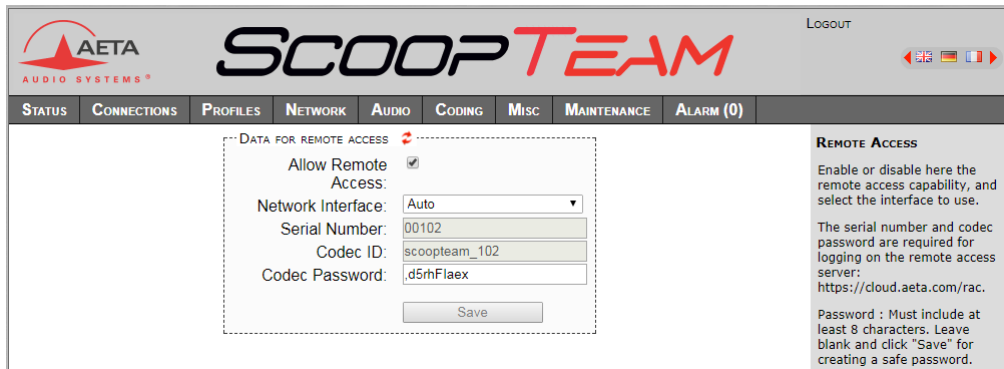 AETA
AUDIO SYSTEMS®
SCOOPTEAM
LOGOUT
STATUS CONNECTIONS PROFILES NETWORK AUDIO CODING MISC MAINTENANCE ALARM (0)
DATA FOR REMOTE ACCESS
Allow Remote
Access:
Network Interface: Auto
Serial Number: 00102
Codec ID: scoopteam_102
Codec Password: ,d5rhFlaex
Save
REMOTE ACCESS
Enable or disable here the
remote access capability, and
select the interface to use.
The serial number and codec
password are required for
logging on the remote access
server:
https://cloud.aeta.com/rac.
Password : Must include at
least 8 characters. Leave
blank and click "Save" for
creating a safe password.